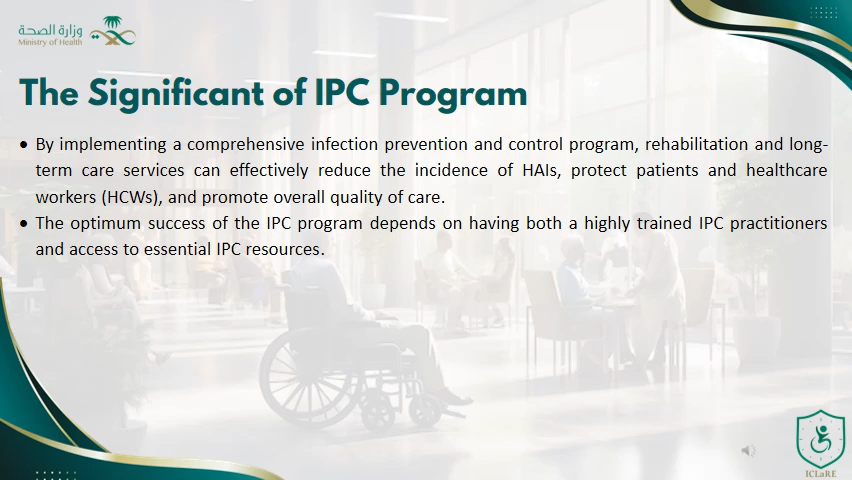 وزارة الصحة
Ministry of Health
The Significant of IPC Program
• By implementing a comprehensive infection prevention and control program, rehabilitation and long-
term care services can effectively reduce the incidence of HAIs, protect patients and healthcare
workers (HCWs), and promote overall quality of care.
• The optimum success of the IPC program depends on having both a highly trained IPC practitioners
and access to essential IPC resources.
ICLaRE